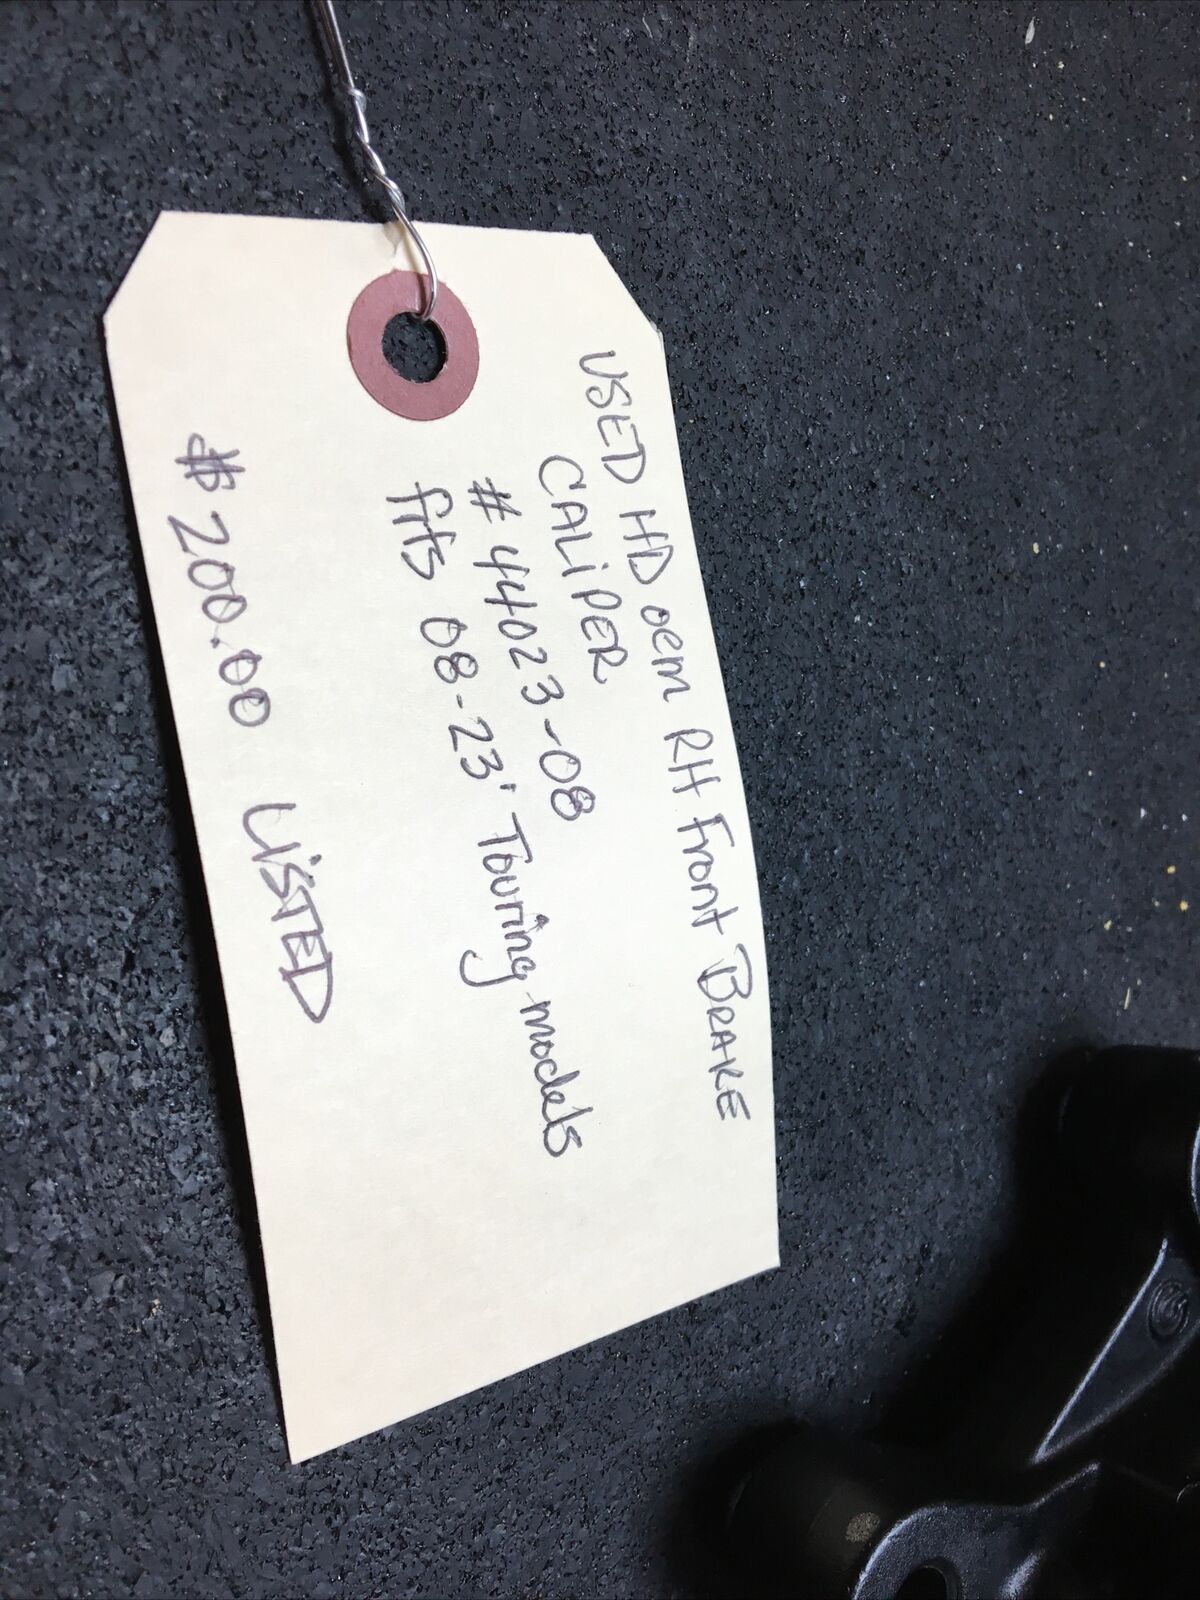 USED HD oem RH Front BRAKE
CALiPER
# 44023-08
fits 08-23' Touring models
$ 200.00 LiSTED